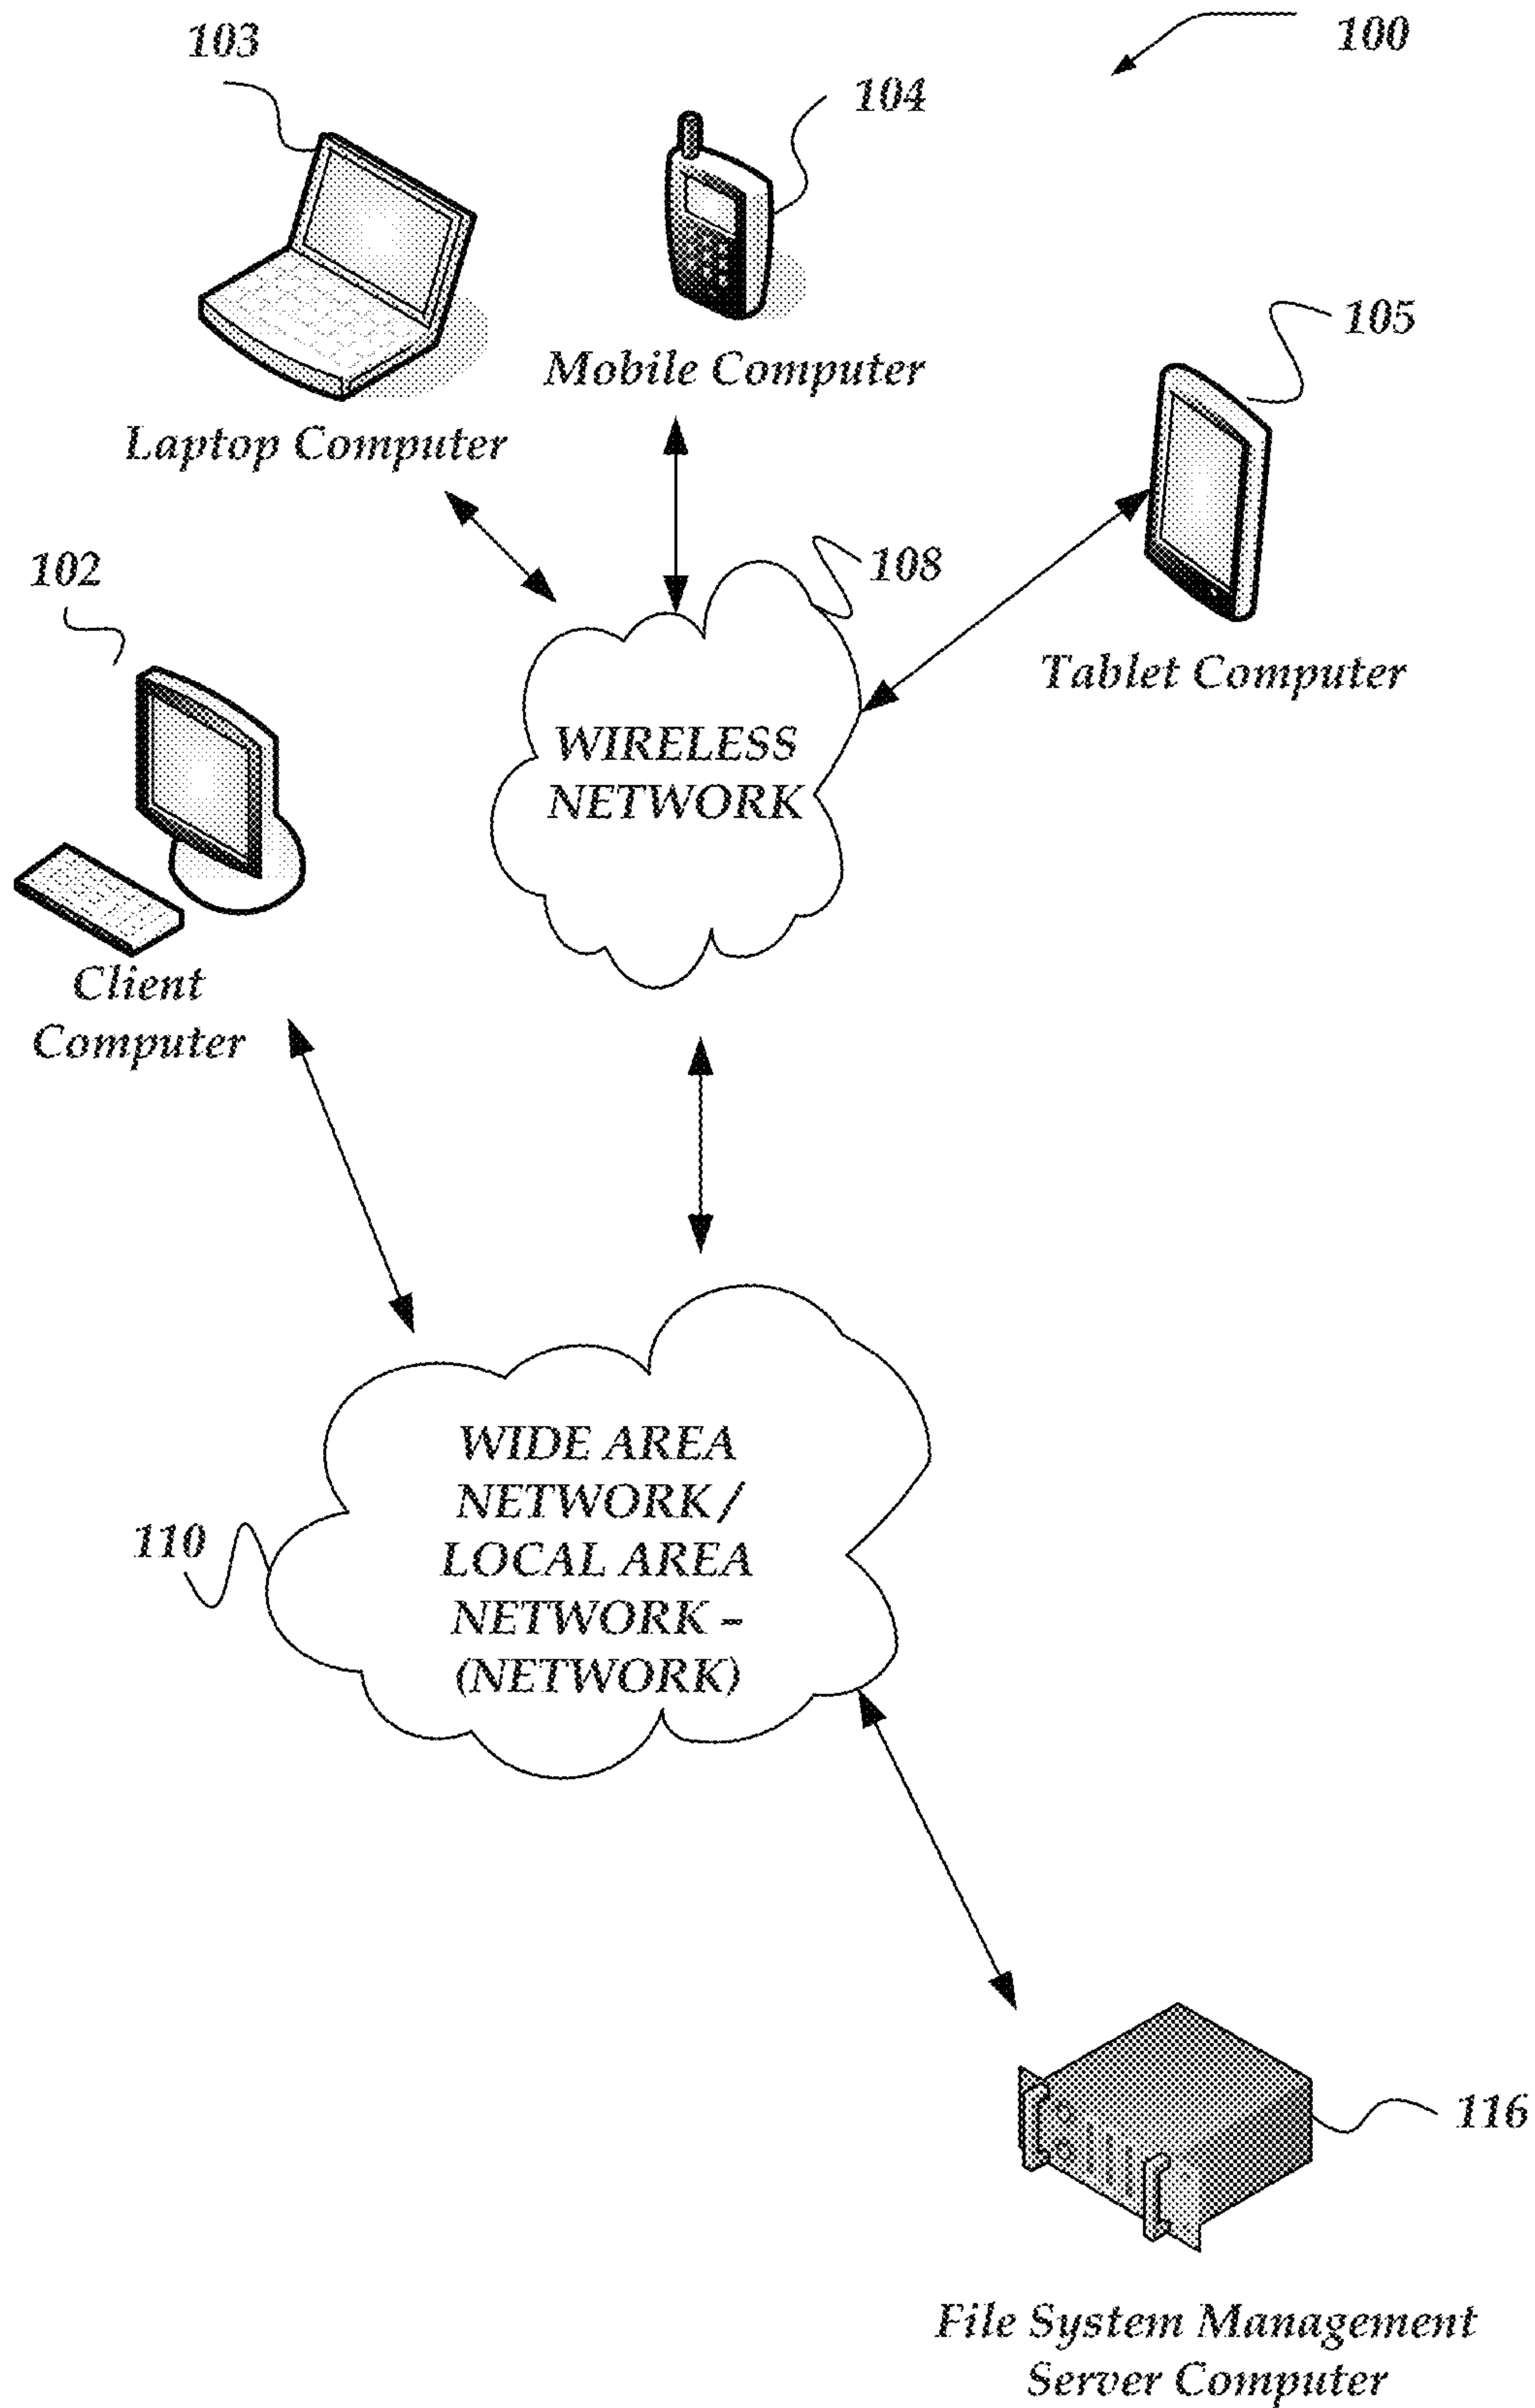 100
103
104
Mobile Computer
105
Laptop Computer
102
108
Tablet Computer
WIRELESS
NETWORK
Client
Computer
WIDE AREA
NETWORK /
LOCAL AREA
NETWORK –
(NETWORK)
110
116
File System Management
Server Computer